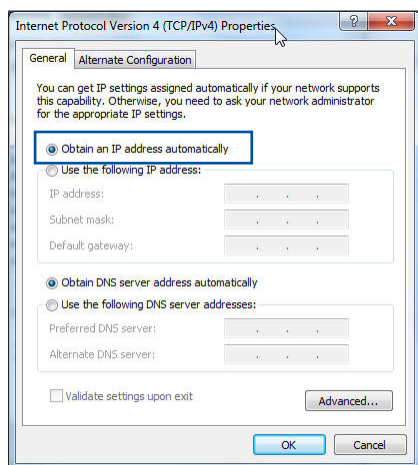 Internet Protocol Version 4 (TCP/IPv4) Properties
General
Alternate Configuration
You can get IP settings assigned automatically if your network supports
this capability. Otherwise, you need to ask your network administrator
for the appropriate IP settings.
Obtain an IP address automatically
Use the following IP address:
IP address:
Subnet mask:
Default gateway:
Obtain DNS server address automatically
Use the following DNS server addresses:
Preferred DNS server:
Alternate DNS server:
Validate settings upon exit
Advanced...
OK
Cancel